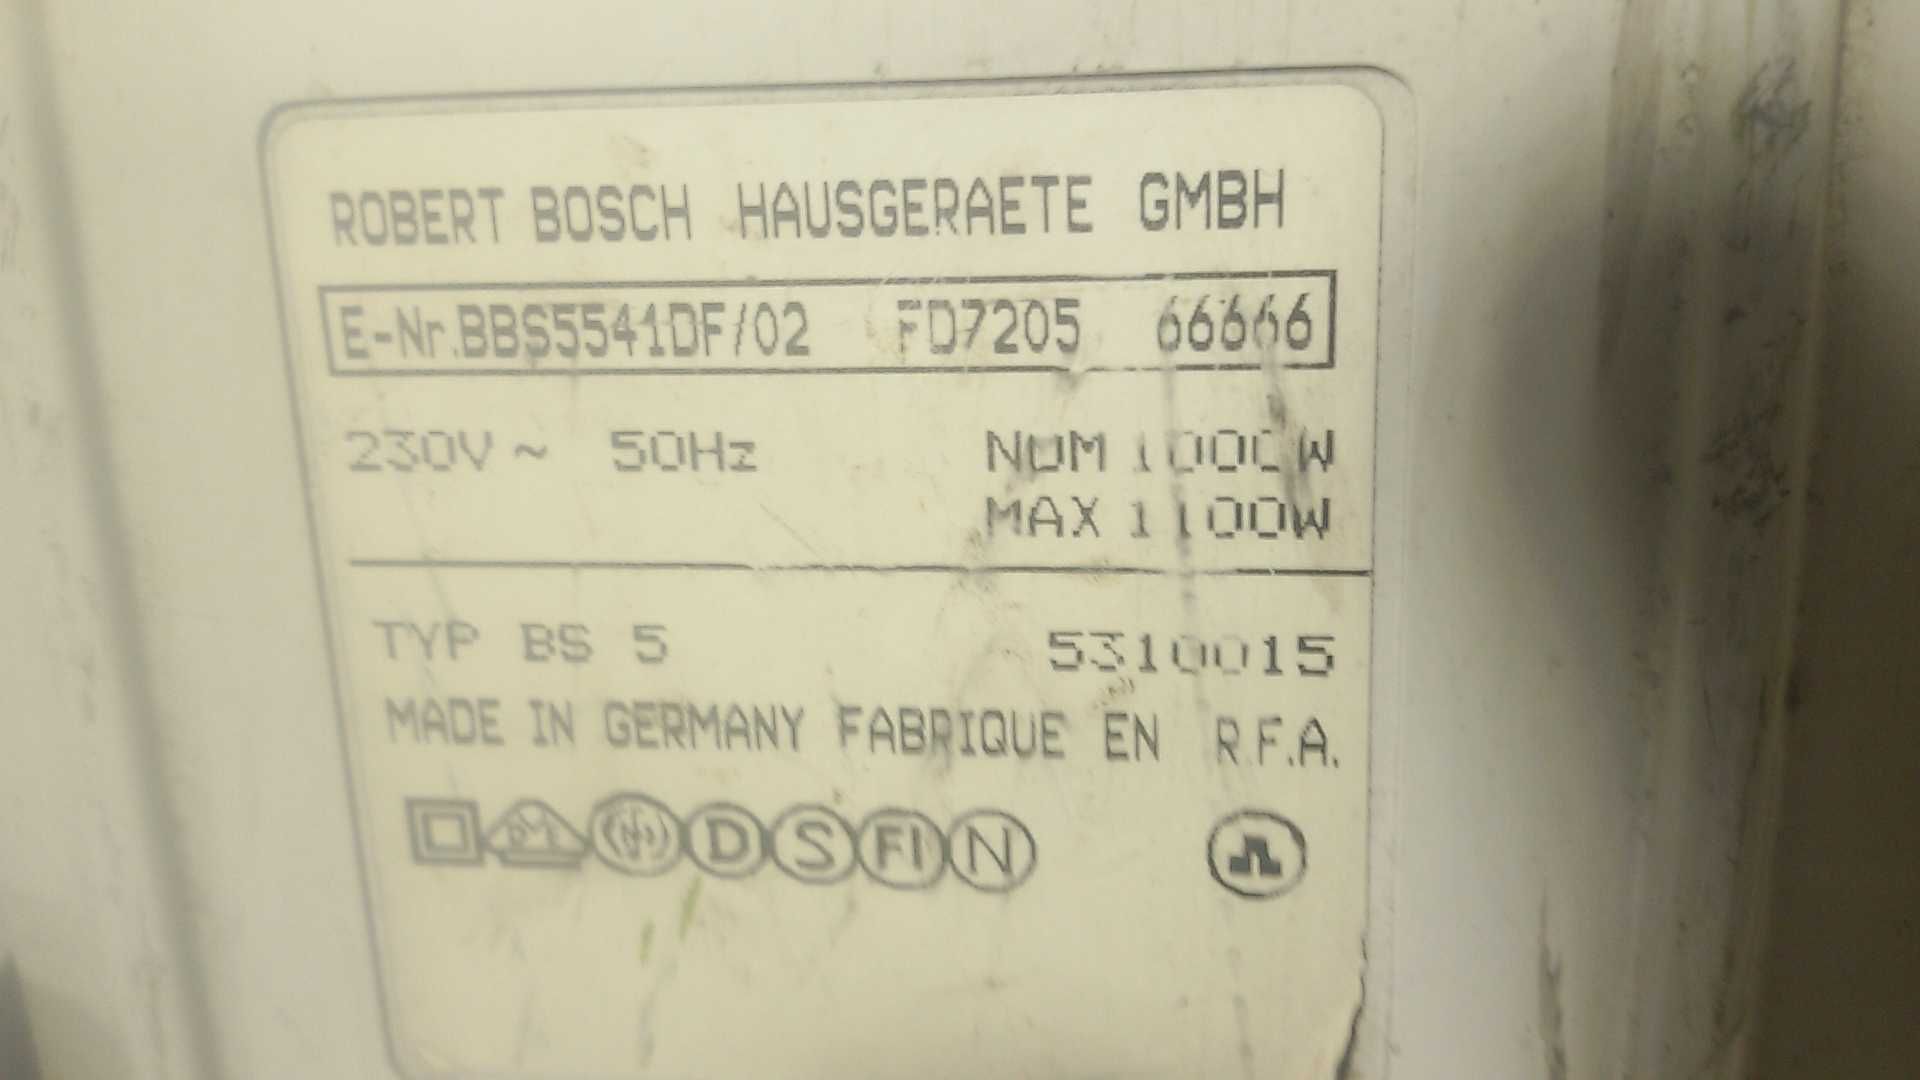 ROBERT BOSCH HAUSGERAETE GMBH
E-Nr.BBS5541DF/02 FD7205 66666
230V~ 50Hz NOM 1000W
MAX 1100W
TYP BS 5 5310015
MADE IN GERMANY FABRIQUE EN R.F.A.
D S FI N